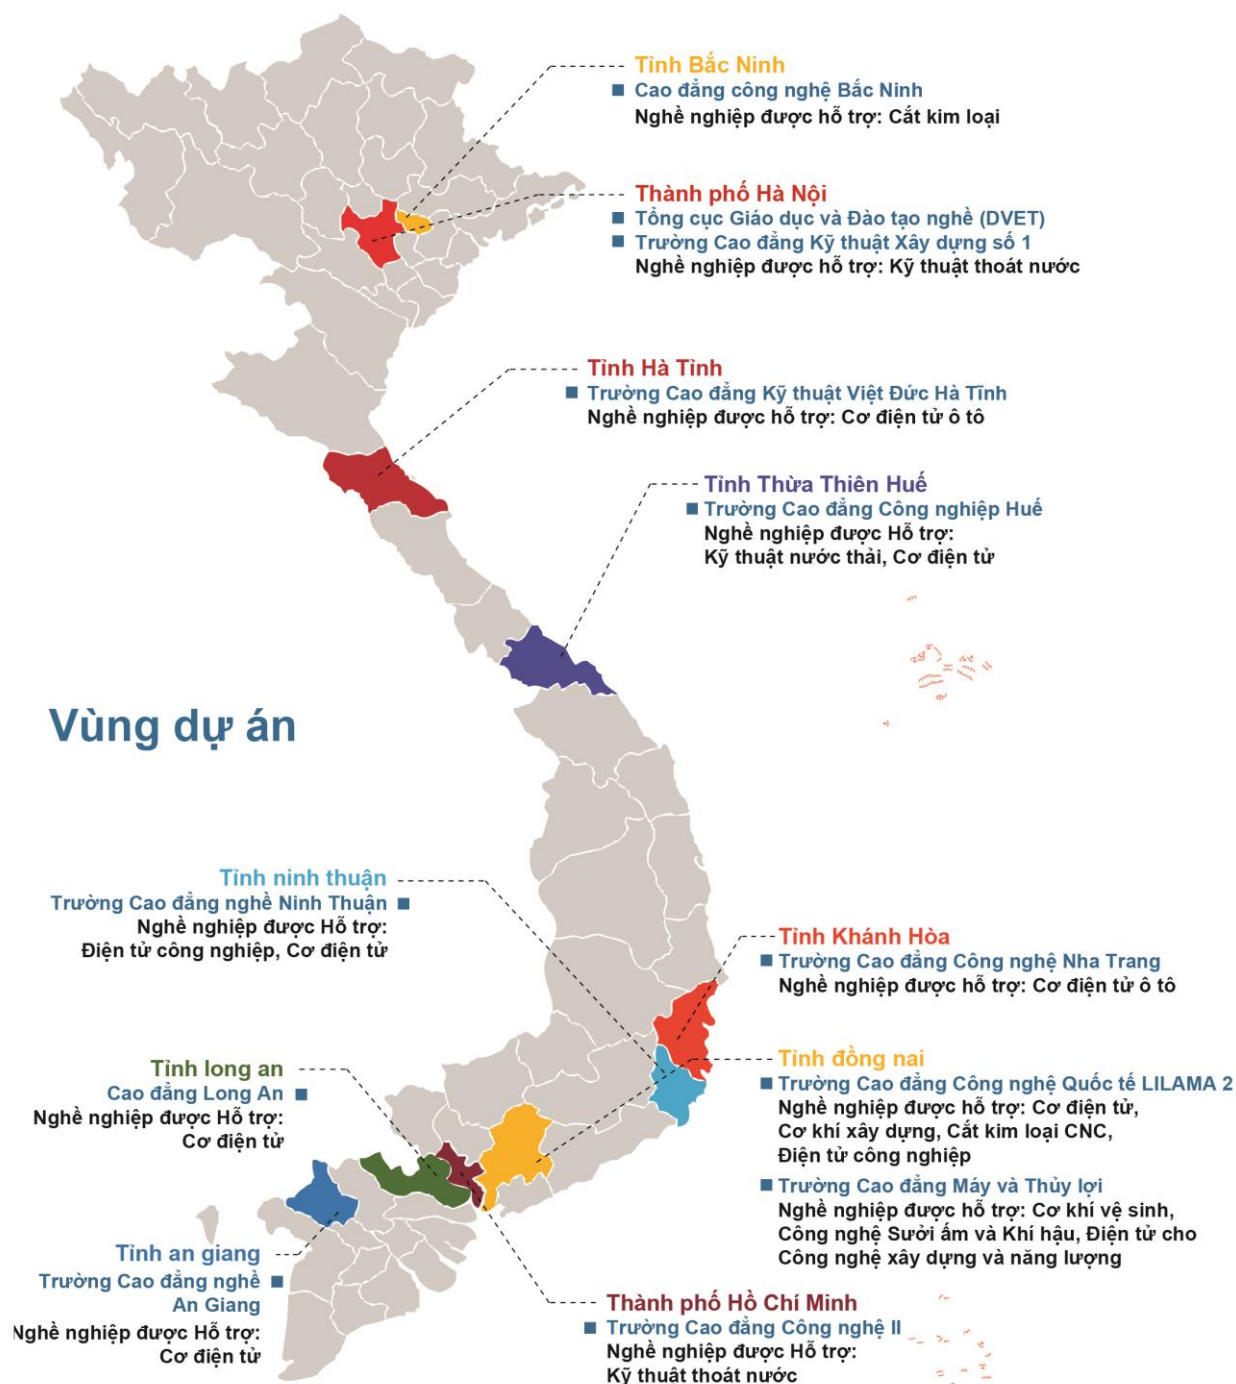 Tỉnh Bắc Ninh
Cao đẳng công nghệ Bắc Ninh
Nghề nghiệp được hỗ trợ: Cắt kim loại
Thành phố Hà Nội
Tổng cục Giáo dục và Đào tạo nghề (DVET)
Trường Cao đẳng Kỹ thuật Xây dựng số 1
Nghề nghiệp được hỗ trợ: Kỹ thuật thoát nước
Tỉnh Hà Tỉnh
Trường Cao đẳng Kỹ thuật Việt Đức Hà Tĩnh
Nghề nghiệp được hỗ trợ: Cơ điện tử ô tô
Tỉnh Thừa Thiên Huế
Trường Cao đẳng Công nghiệp Huế
Nghề nghiệp được Hỗ trợ:
Kỹ thuật nước thải, Cơ điện tử
Vùng dự án
Tỉnh ninh thuận
Trường Cao đẳng nghề Ninh Thuận
Nghề nghiệp được Hỗ trợ:
Điện tử công nghiệp, Cơ điện tử
Tỉnh Khánh Hòa
Trường Cao đẳng Công nghệ Nha Trang
Nghề nghiệp được hỗ trợ: Cơ điện tử ô tô
Tỉnh long an
Cao đẳng Long An
Nghề nghiệp được Hỗ trợ:
Cơ điện tử
Tỉnh đồng nai
Trường Cao đẳng Công nghệ Quốc tế LILAMA 2
Nghề nghiệp được hỗ trợ: Cơ điện tử,
Cơ khí xây dựng, Cắt kim loại CNC,
Điện tử công nghiệp
Trường Cao đẳng Máy và Thủy lợi
Nghề nghiệp được hỗ trợ: Cơ khí vệ sinh,
Công nghệ Sưởi ấm và Khí hậu, Điện tử cho
Công nghệ xây dựng và năng lượng
Tỉnh an giang
Trường Cao đẳng nghề
An Giang
Nghề nghiệp được Hỗ trợ:
Cơ điện tử
Thành phố Hồ Chí Minh
Trường Cao đẳng Công nghệ II
Nghề nghiệp được Hỗ trợ:
Kỹ thuật thoát nước